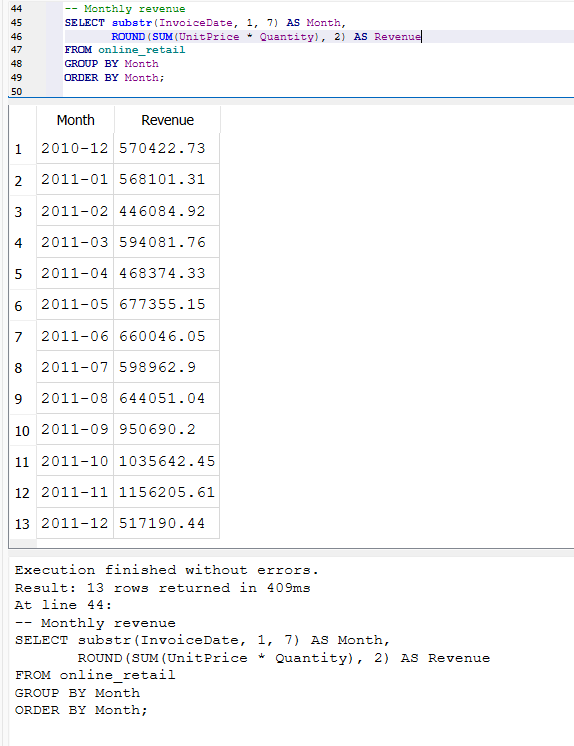 44 -- Monthly revenue
45 SELECT substr(InvoiceDate, 1, 7) AS Month,
46 ROUND(SUM(UnitPrice * Quantity), 2) AS Revenue
47 FROM online_retail
48 GROUP BY Month
49 ORDER BY Month;
50
Month Revenue
1 2010-12 570422.73
2 2011-01 568101.31
3 2011-02 446084.92
4 2011-03 594081.76
5 2011-04 468374.33
6 2011-05 677355.15
7 2011-06 660046.05
8 2011-07 598962.9
9 2011-08 644051.04
10 2011-09 950690.2
11 2011-10 1035642.45
12 2011-11 1156205.61
13 2011-12 517190.44
Execution finished without errors.
Result: 13 rows returned in 409ms
At line 44:
-- Monthly revenue
SELECT substr(InvoiceDate, 1, 7) AS Month,
ROUND(SUM(UnitPrice * Quantity), 2) AS Revenue
FROM online_retail
GROUP BY Month
ORDER BY Month;